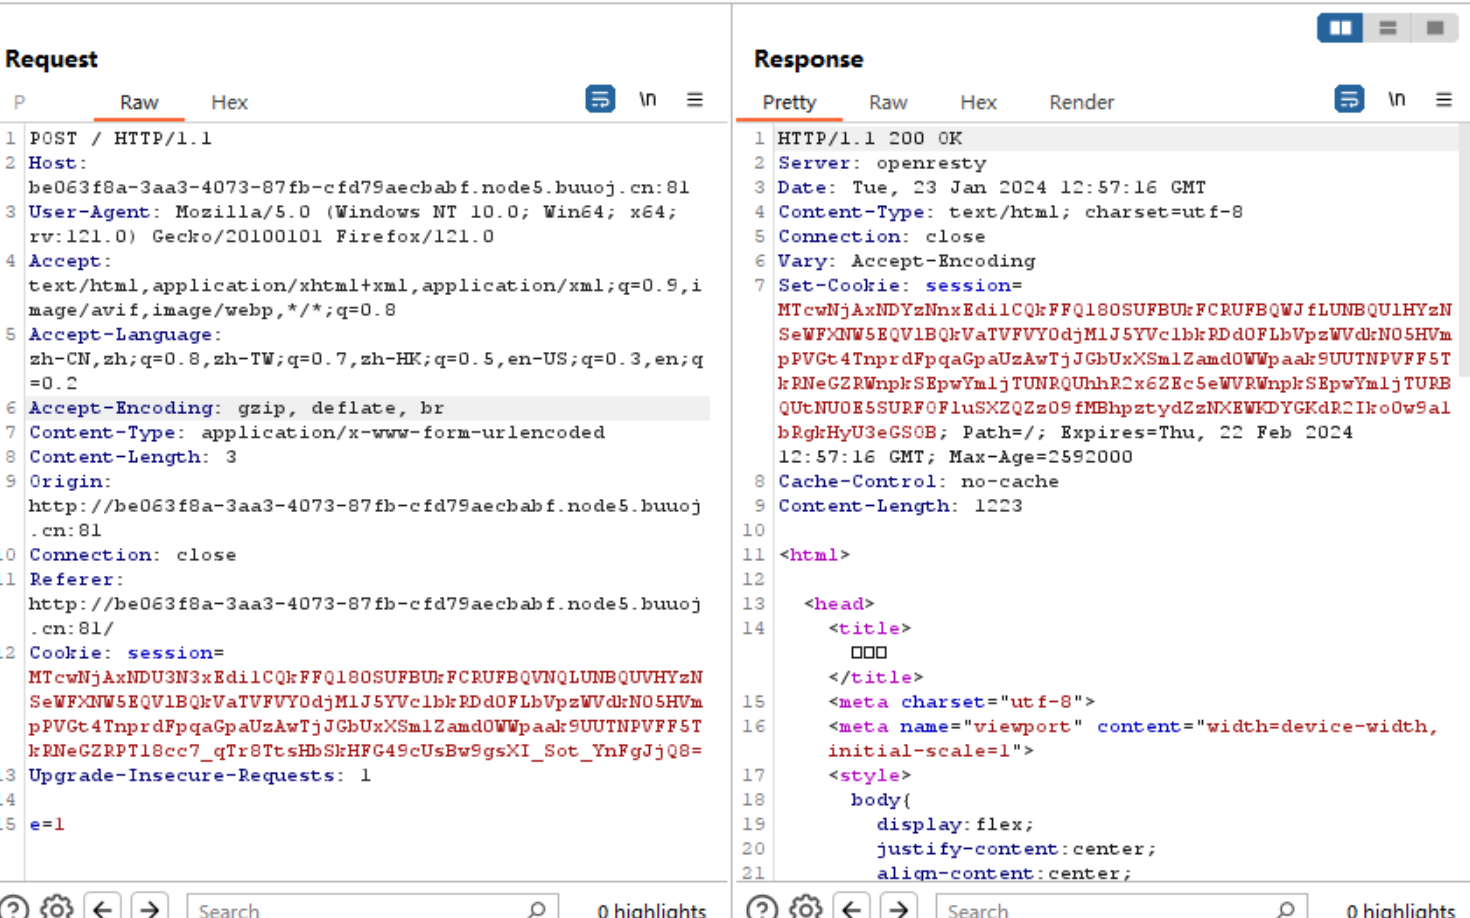 Request
P Raw Hex \n
1 POST / HTTP/1.1
2 Host:
be063f8a-3aa3-4073-87fb-cfd79aecbabf.node5.buuoj.cn:81
3 User-Agent: Mozilla/5.0 (Windows NT 10.0; Win64; x64;
rv:121.0) Gecko/20100101 Firefox/121.0
4 Accept:
text/html,application/xhtml+xml,application/xml;q=0.9,i
mage/avif,image/webp,*/*;q=0.8
5 Accept-Language:
zh-CN,zh;q=0.8,zh-TW;q=0.7,zh-HK;q=0.5,en-US;q=0.3,en;q
=0.2
6 Accept-Encoding: gzip, deflate, br
7 Content-Type: application/x-www-form-urlencoded
8 Content-Length: 3
9 Origin:
http://be063f8a-3aa3-4073-87fb-cfd79aecbabf.node5.buuoj
.cn:81
10 Connection: close
11 Referer:
http://be063f8a-3aa3-4073-87fb-cfd79aecbabf.node5.buuoj
.cn:81/
12 Cookie: session=
13 Upgrade-Insecure-Requests: 1
14
15 e=1
Search 0 highlights
Response
Pretty Raw Hex Render \n
1 HTTP/1.1 200 OK
2 Server: openresty
3 Date: Tue, 23 Jan 2024 12:57:16 GMT
4 Content-Type: text/html; charset=utf-8
5 Connection: close
6 Vary: Accept-Encoding
7 Set-Cookie: session=
; Path=/; Expires=Thu, 22 Feb 2024
12:57:16 GMT; Max-Age=2592000
8 Cache-Control: no-cache
9 Content-Length: 1223
10
11 <html>
12
13 <head>
14 <title>
□□□
</title>
15 <meta charset="utf-8">
16 <meta name="viewport" content="width=device-width,
initial-scale=1">
17 <style>
18 body{
19 display:flex;
20 justify-content:center;
21 align-content:center;
Search 0 highlights